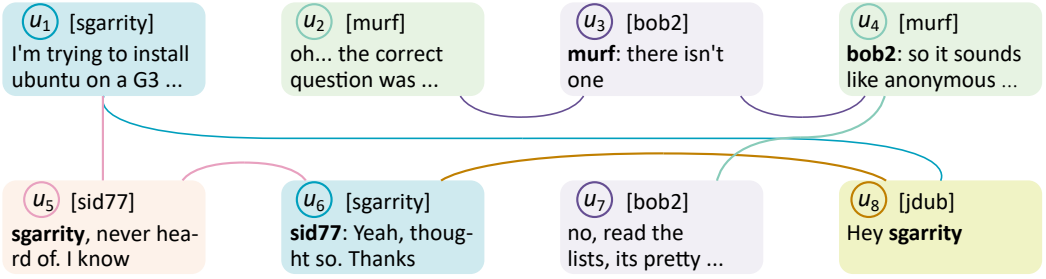 u1 [sgarrity]
I'm trying to install
ubuntu on a G3 ...
u2 [murf]
oh... the correct
question was ...
u3 [bob2]
murf: there isn't
one
u4 [murf]
bob2: so it sounds
like anonymous ...
u5 [sid77]
sgarrity, never hea-
rd of. I know
u6 [sgarrity]
sid77: Yeah, thoug-
ht so. Thanks
u7 [bob2]
no, read the
lists, its pretty ...
u8 [jdub]
Hey sgarrity